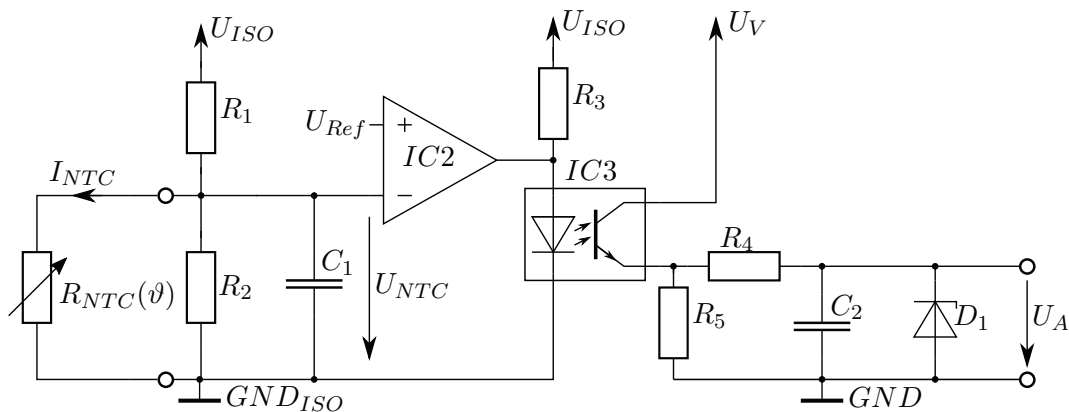 U_ISO
U_ISO
U_V
R_1
R_3
U_Ref
+
IC2
−
IC3
I_NTC
R_NTC(ϑ)
R_2
C_1
U_NTC
R_4
R_5
C_2
D_1
U_A
GND_ISO
GND